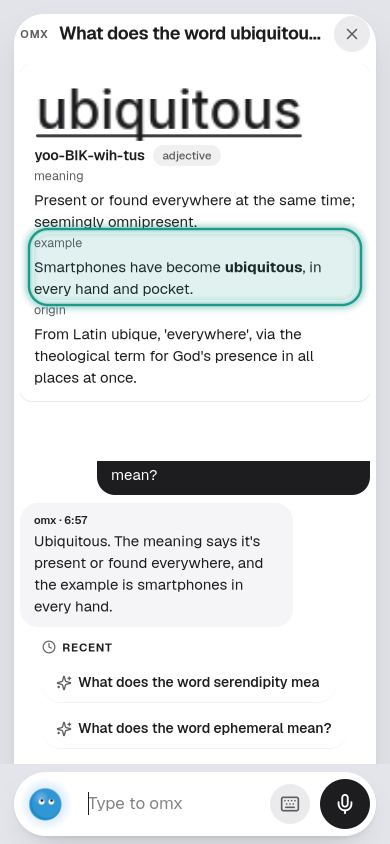 OMX What does the word ubiquitou...
ubiquitous
yoo-BIK-wih-tus adjective
meaning
Present or found everywhere at the same time;
seemingly omnipresent.
example
Smartphones have become ubiquitous, in
every hand and pocket.
origin
From Latin ubique, 'everywhere', via the
theological term for God's presence in all
places at once.
mean?
omx · 6:57
Ubiquitous. The meaning says it's
present or found everywhere, and
the example is smartphones in
every hand.
RECENT
What does the word serendipity mea
What does the word ephemeral mean?
Type to omx